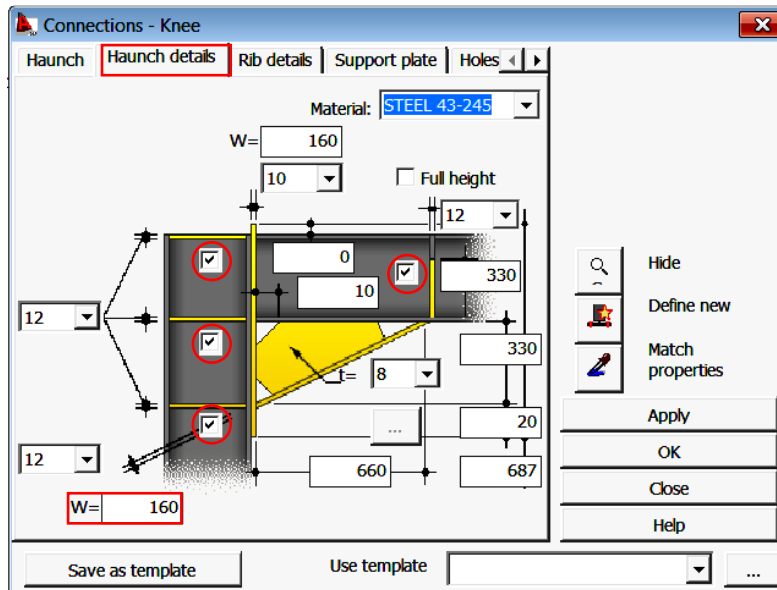 Connections - Knee
Haunch
Haunch details
Rib details
Support plate
Holes
Material: STEEL 43-245
W= 160
10
Full height
12
0
330
10
12
330
t= 8
...
20
12
660
687
W= 160
Hide
Define new
Match
properties
Apply
OK
Close
Help
Save as template
Use template
...